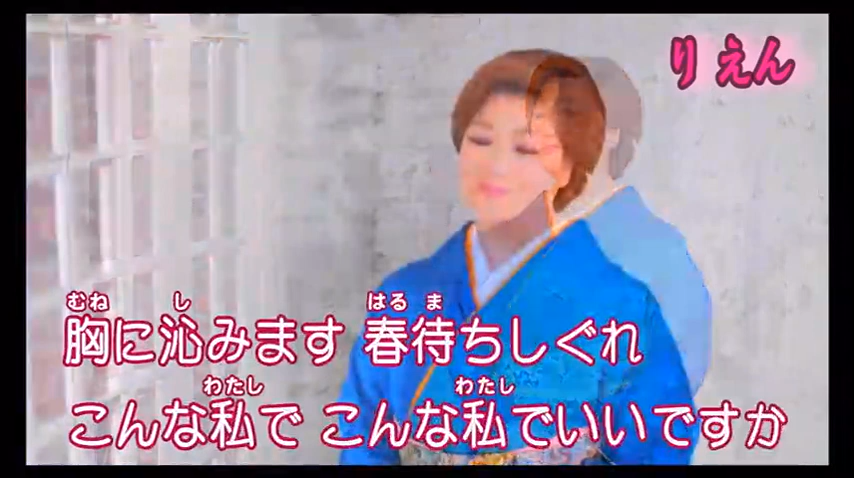 りえん
むね し はる ま
胸に沁みます 春待ちしぐれ
わたし わたし
こんな私で こんな私でいいですか